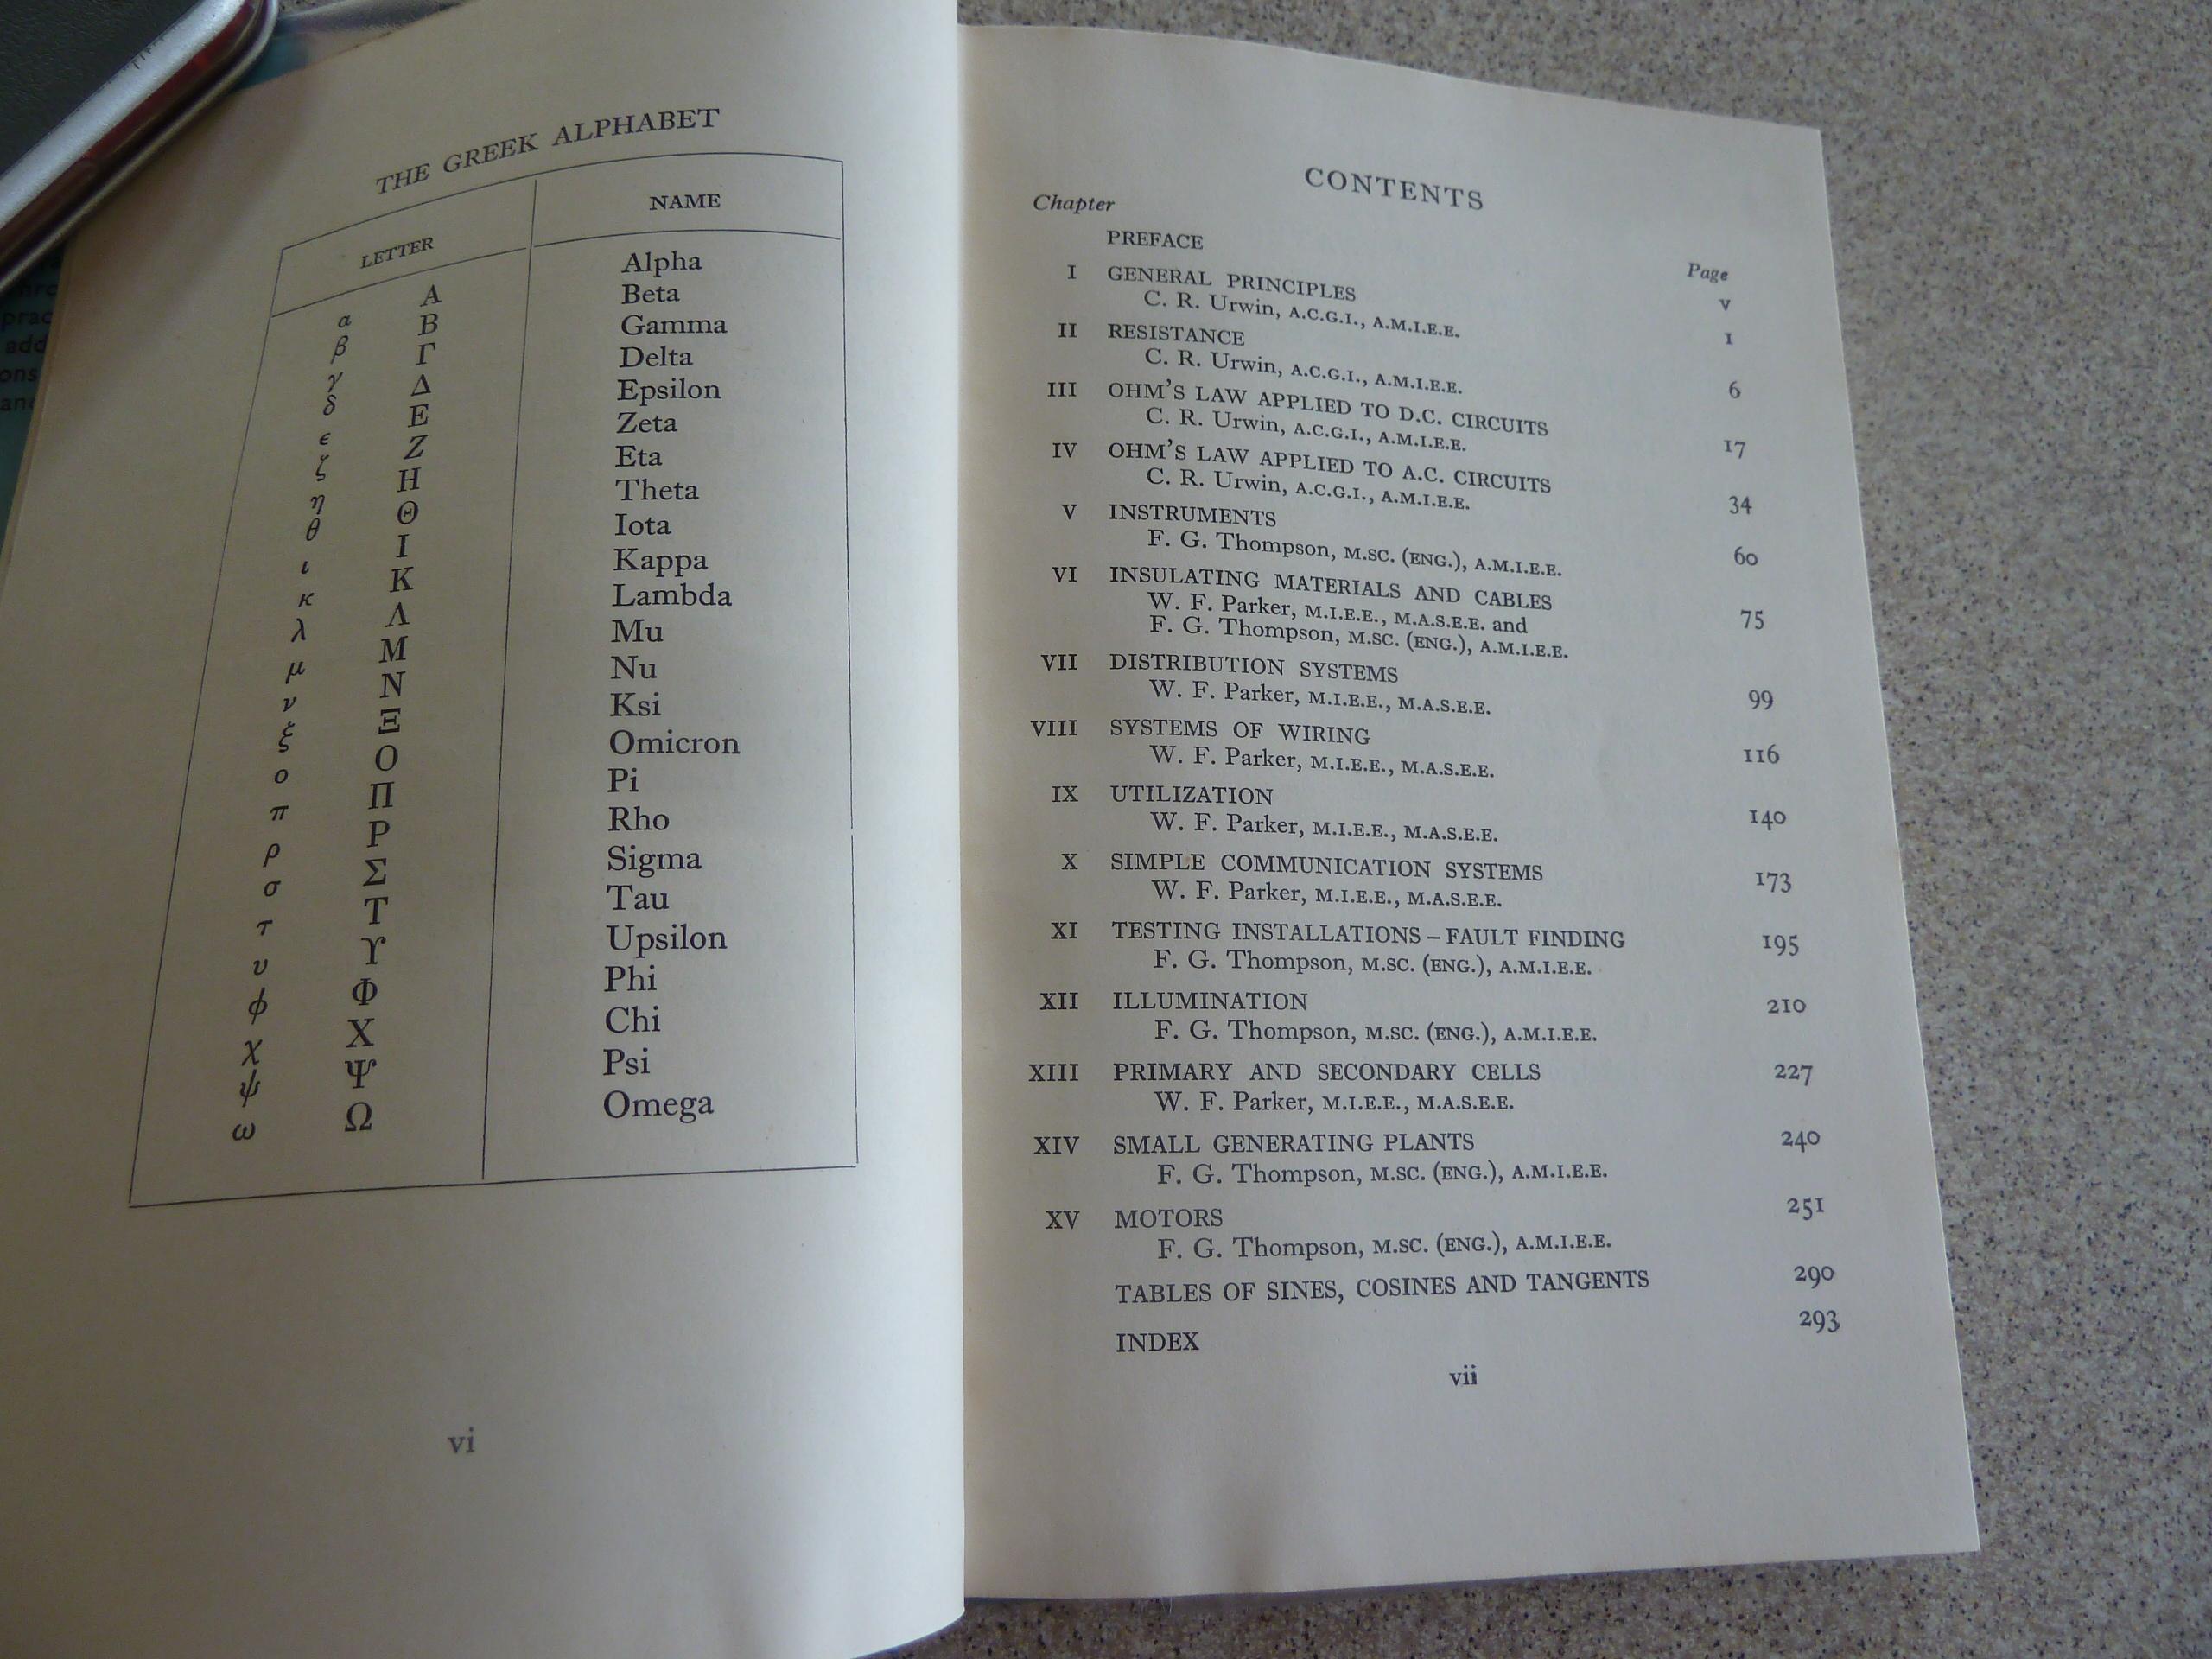 THE GREEK ALPHABET
LETTER NAME
α Α Alpha
β Β Beta
γ Γ Gamma
δ Δ Delta
ϵ Ε Epsilon
ζ Ζ Zeta
η Η Eta
θ Θ Theta
ι Ι Iota
κ Κ Kappa
λ Λ Lambda
μ Μ Mu
ν Ν Nu
ξ Ξ Ksi
ο Ο Omicron
π Π Pi
ρ Ρ Rho
σ Σ Sigma
τ Τ Tau
υ ϒ Upsilon
ϕ Φ Phi
χ Χ Chi
ψ Ψ Psi
ω Ω Omega
vi
CONTENTS
Chapter Page
PREFACE v
I GENERAL PRINCIPLES 1
C. R. Urwin, A.C.G.I., A.M.I.E.E.
II RESISTANCE 6
C. R. Urwin, A.C.G.I., A.M.I.E.E.
III OHM'S LAW APPLIED TO D.C. CIRCUITS 17
C. R. Urwin, A.C.G.I., A.M.I.E.E.
IV OHM'S LAW APPLIED TO A.C. CIRCUITS 34
C. R. Urwin, A.C.G.I., A.M.I.E.E.
V INSTRUMENTS 60
F. G. Thompson, M.SC. (ENG.), A.M.I.E.E.
VI INSULATING MATERIALS AND CABLES 75
W. F. Parker, M.I.E.E., M.A.S.E.E. and
F. G. Thompson, M.SC. (ENG.), A.M.I.E.E.
VII DISTRIBUTION SYSTEMS 99
W. F. Parker, M.I.E.E., M.A.S.E.E.
VIII SYSTEMS OF WIRING 116
W. F. Parker, M.I.E.E., M.A.S.E.E.
IX UTILIZATION 140
W. F. Parker, M.I.E.E., M.A.S.E.E.
X SIMPLE COMMUNICATION SYSTEMS 173
W. F. Parker, M.I.E.E., M.A.S.E.E.
XI TESTING INSTALLATIONS – FAULT FINDING 195
F. G. Thompson, M.SC. (ENG.), A.M.I.E.E.
XII ILLUMINATION 210
F. G. Thompson, M.SC. (ENG.), A.M.I.E.E.
XIII PRIMARY AND SECONDARY CELLS 227
W. F. Parker, M.I.E.E., M.A.S.E.E.
XIV SMALL GENERATING PLANTS 240
F. G. Thompson, M.SC. (ENG.), A.M.I.E.E.
XV MOTORS 251
F. G. Thompson, M.SC. (ENG.), A.M.I.E.E.
TABLES OF SINES, COSINES AND TANGENTS 290
INDEX 293
vii